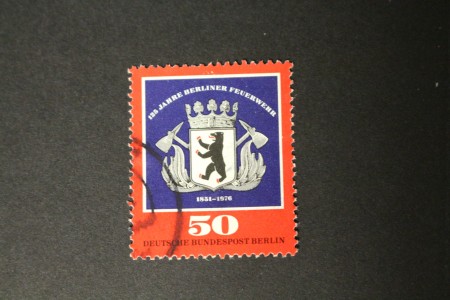 125 JAHRE BERLINER FEUERWEHR
1851-1976
50
DEUTSCHE BUNDESPOST BERLIN